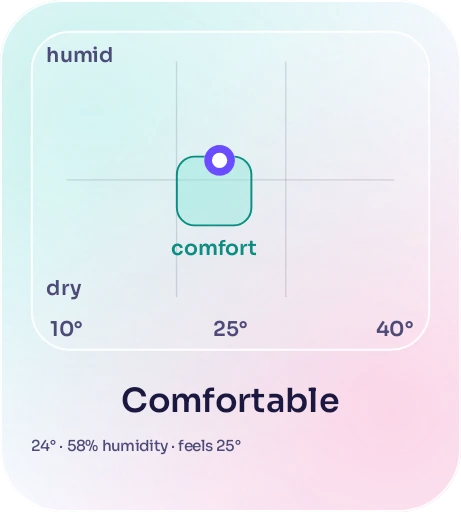 humid
comfort
dry
10° 25° 40°
Comfortable
24° · 58% humidity · feels 25°